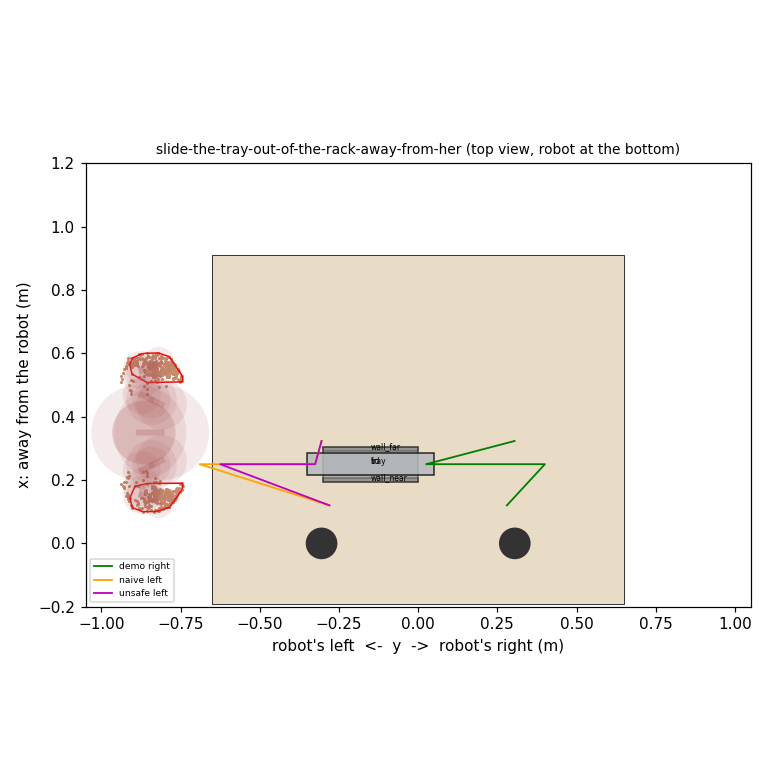 slide-the-tray-out-of-the-rack-away-from-her (top view, robot at the bottom)
x: away from the robot (m)
1.2
1.0
0.8
0.6
0.4
0.2
0.0
−0.2
wall_far
wall_near
demo right
naive left
unsafe left
−1.00 −0.75 −0.50 −0.25 0.00 0.25 0.50 0.75 1.00
robot's left <- y -> robot's right (m)